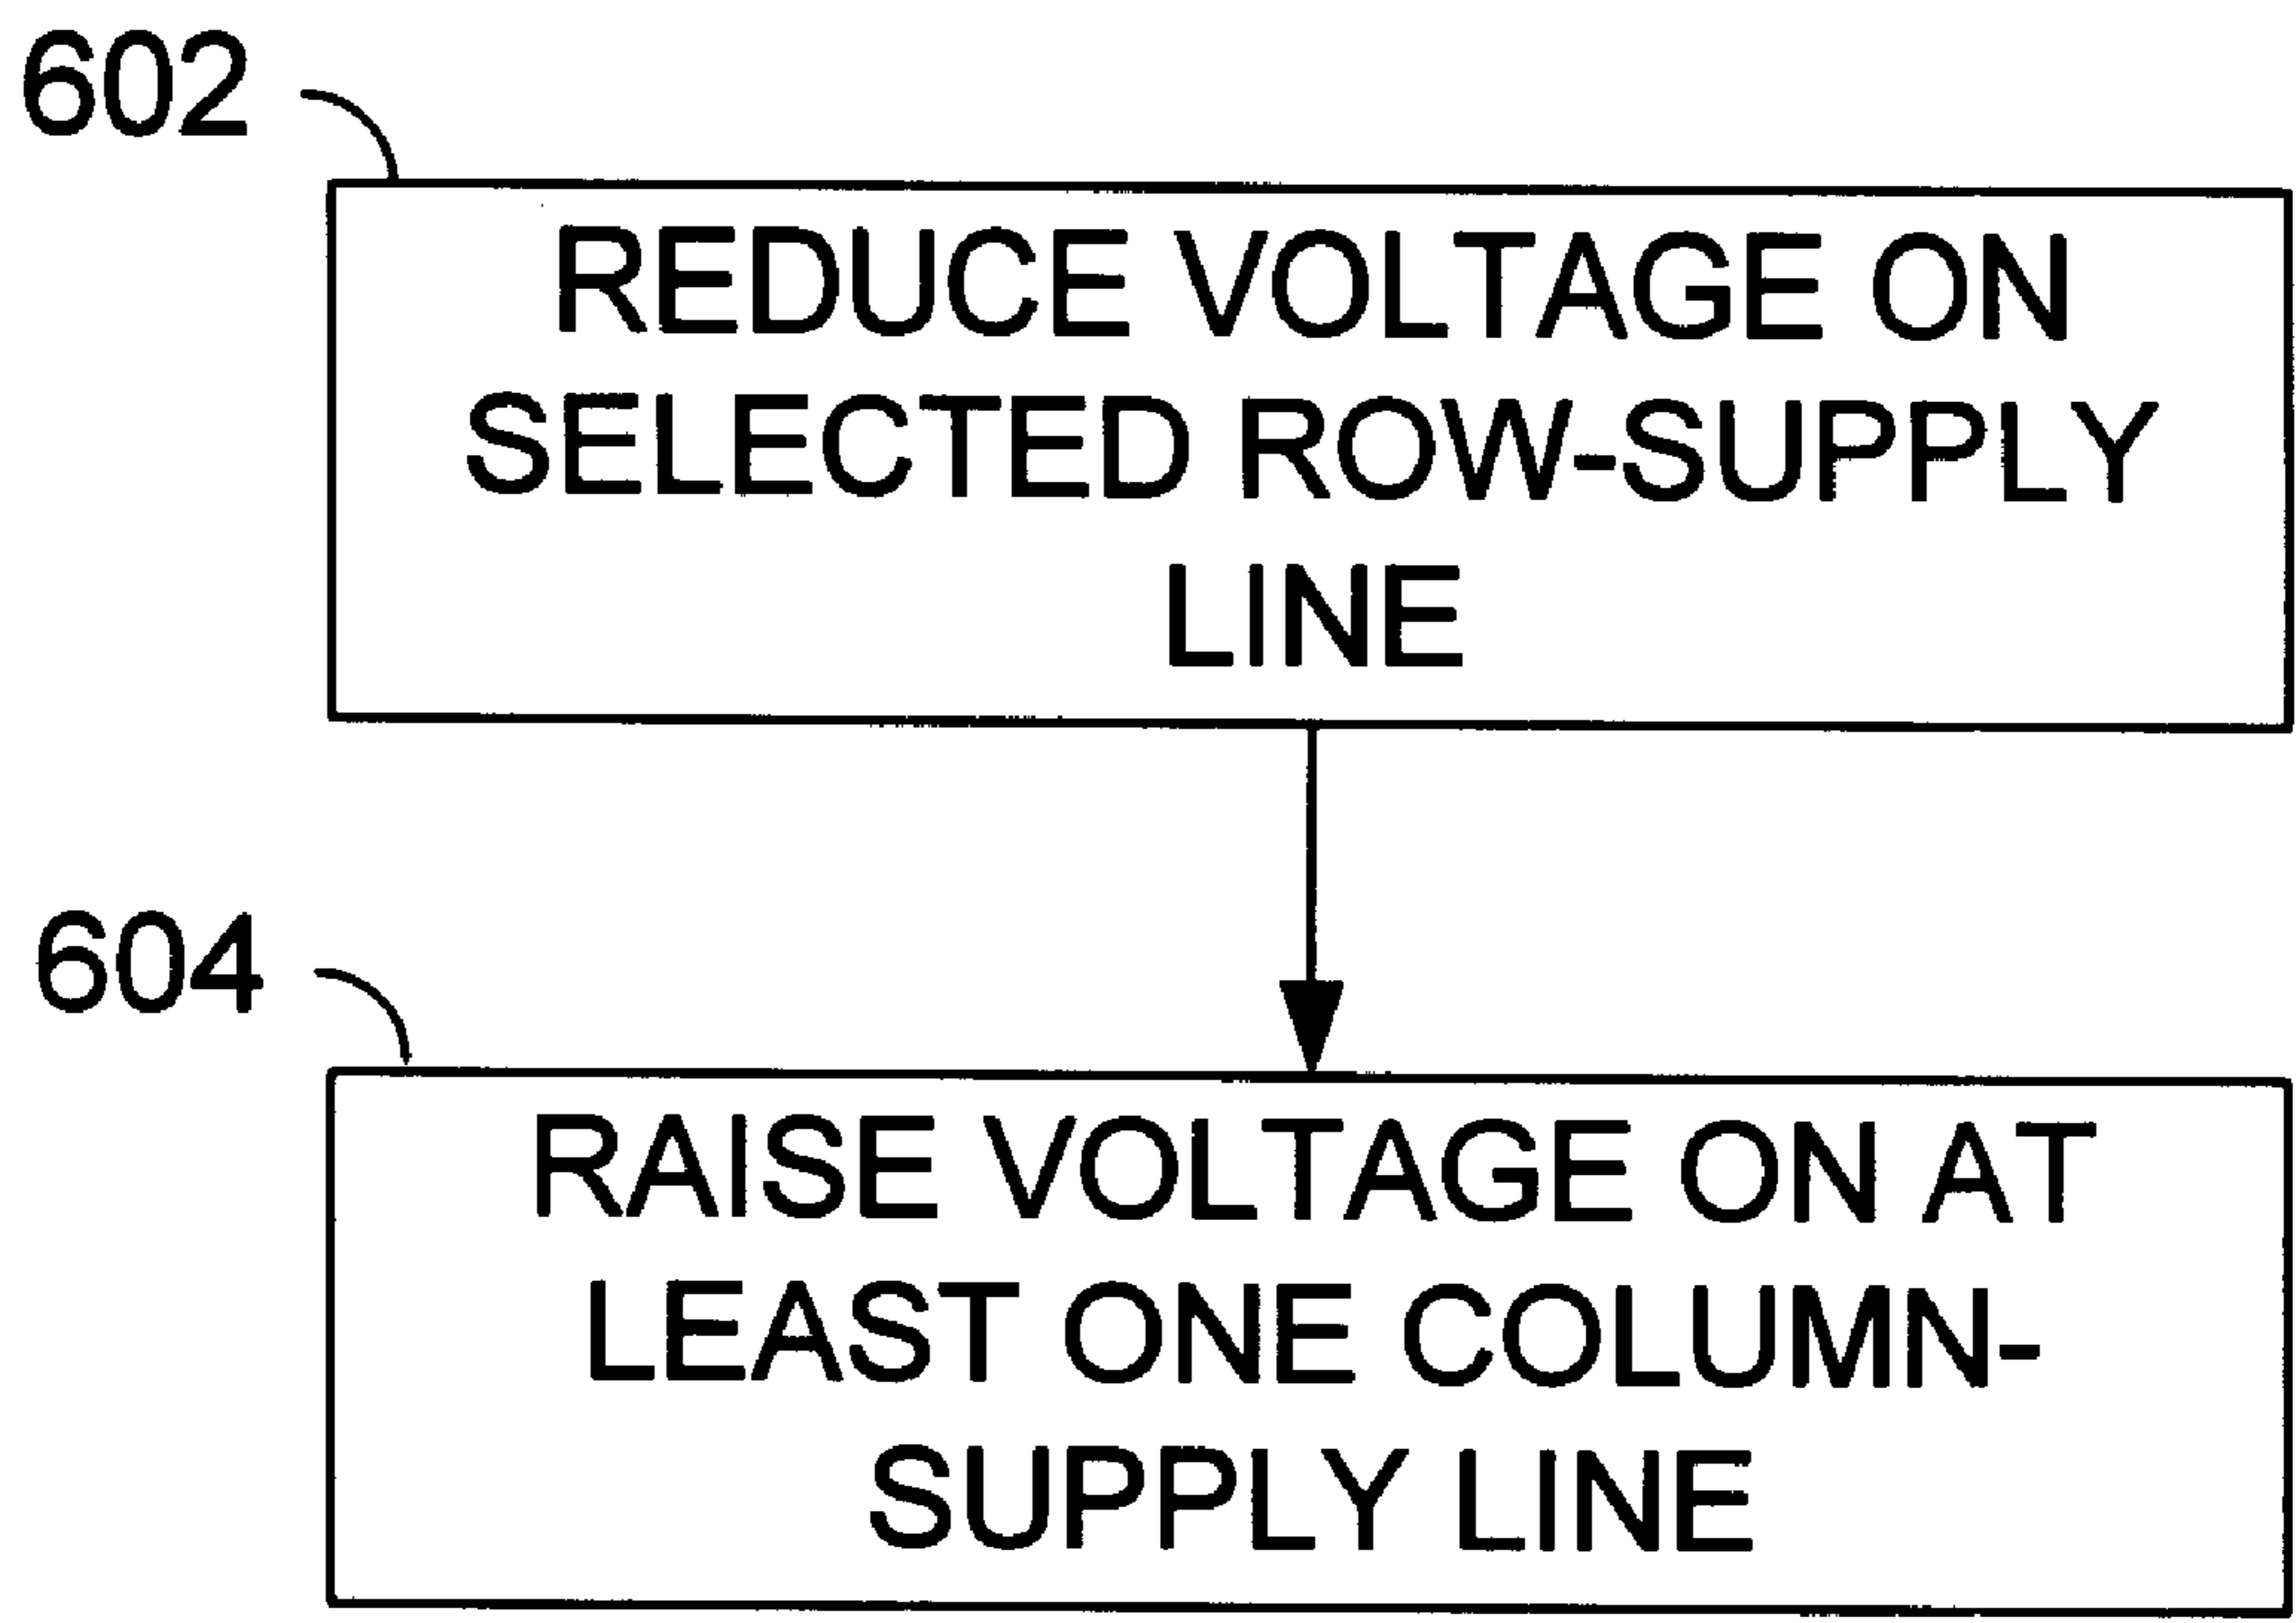 602
REDUCE VOLTAGE ON
SELECTED ROW-SUPPLY
LINE
604
RAISE VOLTAGE ON AT
LEAST ONE COLUMN-
SUPPLY LINE